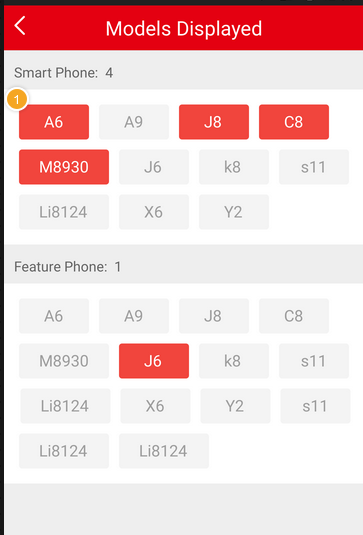 Models Displayed
Smart Phone: 4
1
A6 A9 J8 C8
M8930 J6 k8 s11
Li8124 X6 Y2
Feature Phone: 1
A6 A9 J8 C8
M8930 J6 k8 s11
Li8124 X6 Y2 s11
Li8124 Li8124